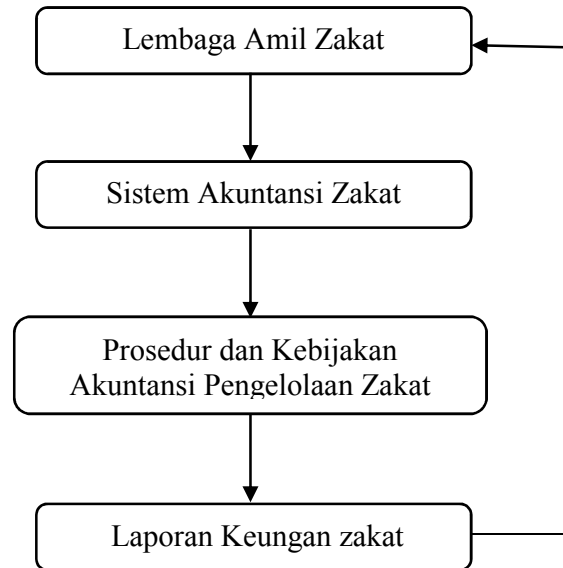 Lembaga Amil Zakat
Sistem Akuntansi Zakat
Prosedur dan Kebijakan
Akuntansi Pengelolaan Zakat
Laporan Keungan zakat